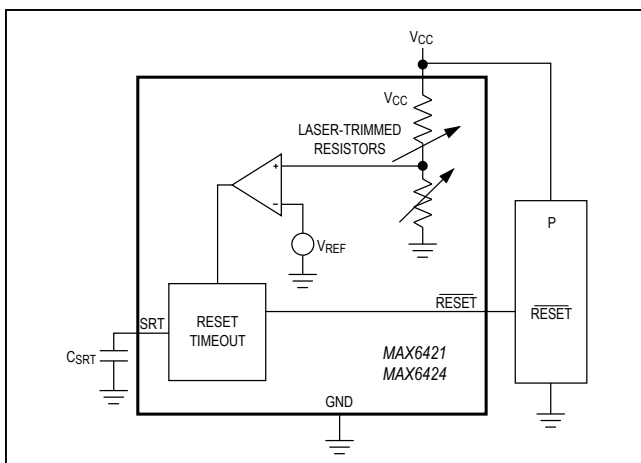 VCC
VCC
LASER-TRIMMED
RESISTORS
+
−
VREF
P
RESET
RESET
SRT
RESET
TIMEOUT
CSRT
MAX6421
MAX6424
GND